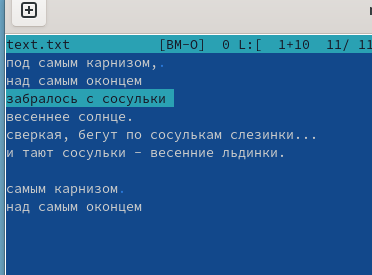 text.txt [BM-O] 0 L:[ 1+10 11/ 11
под самым карнизом,.
над самым оконцем
забралось с сосульки
весеннее солнце.
сверкая, бегут по сосулькам слезинки...
и тают сосульки - весенние льдинки.
самым карнизом.
над самым оконцем